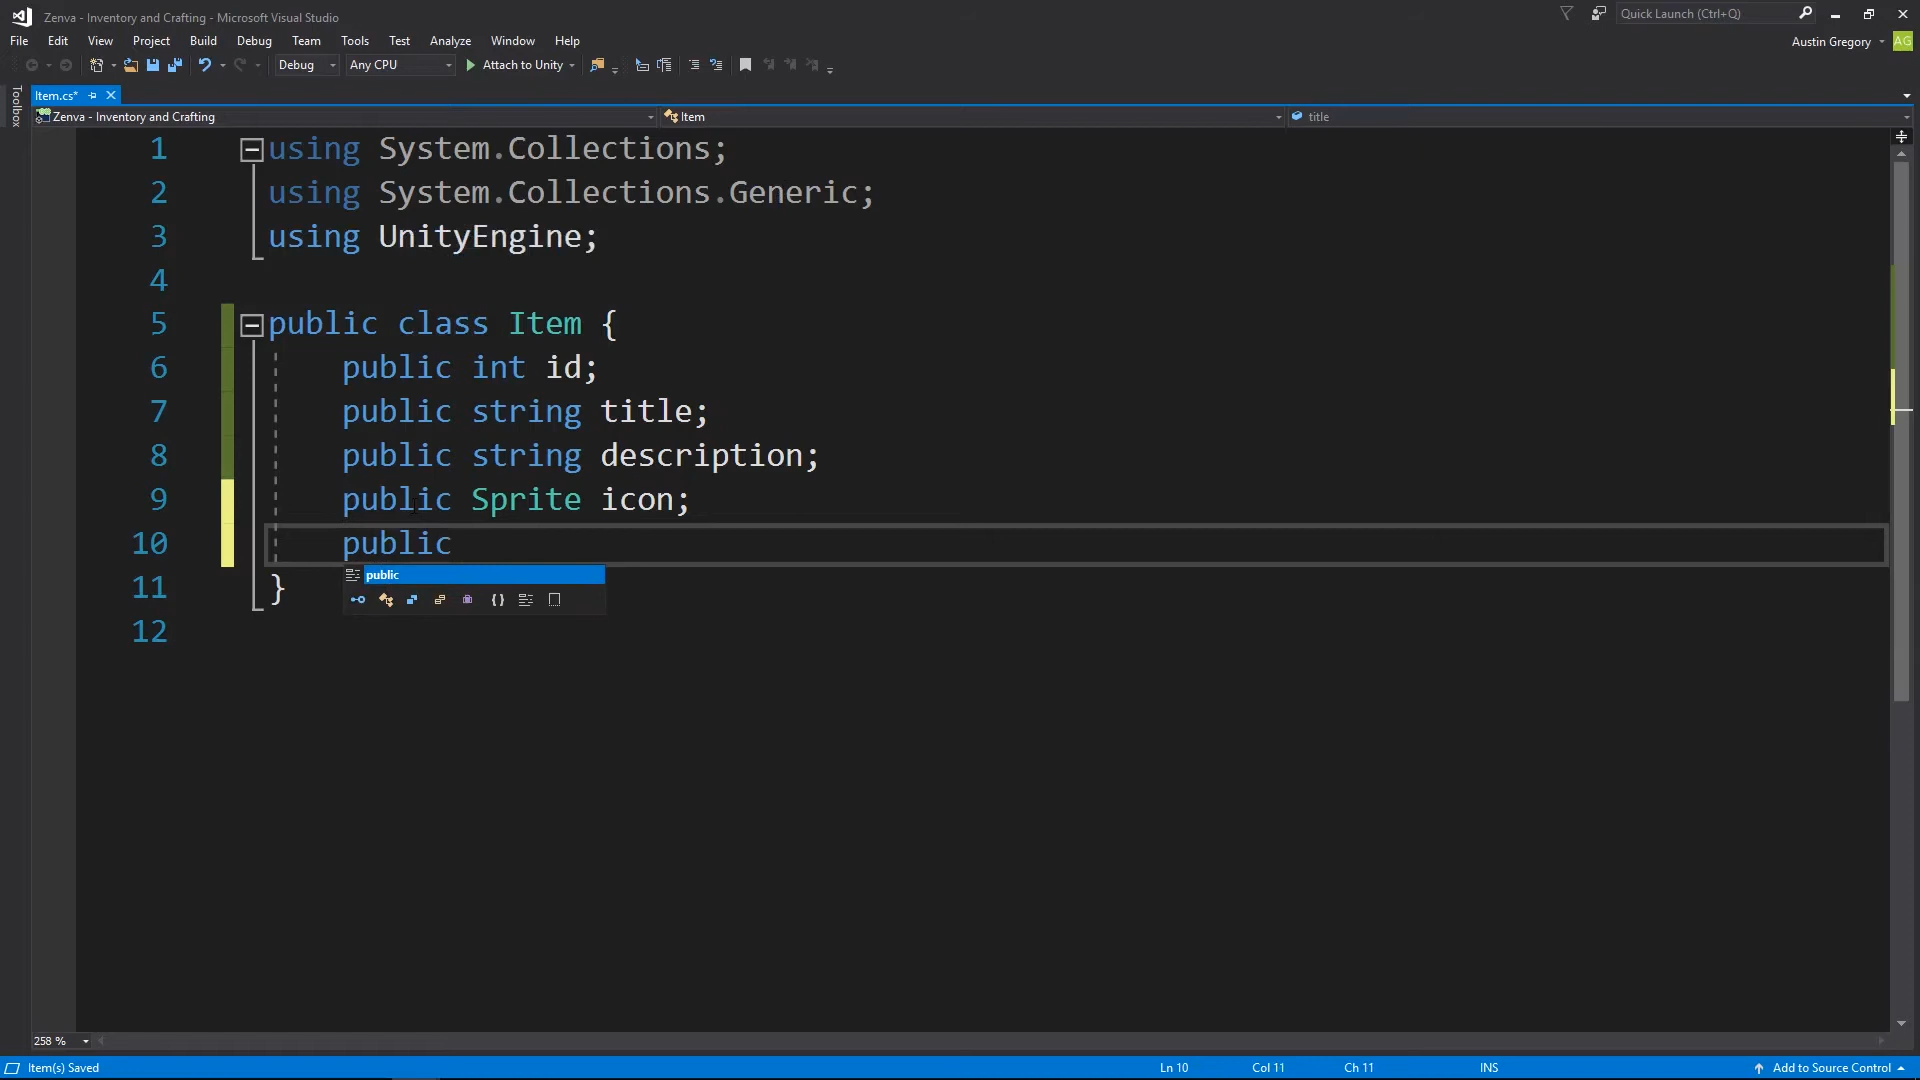 Zenva - Inventory and Crafting - Microsoft Visual Studio
Quick Launch (Ctrl+Q)
File Edit View Project Build Debug Team Tools Test Analyze Window Help
Austin Gregory AG
Debug Any CPU Attach to Unity
Toolbox
Item.cs*
Zenva - Inventory and Crafting Item title
1 using System.Collections;
2 using System.Collections.Generic;
3 using UnityEngine;
4
5 public class Item {
6 public int id;
7 public string title;
8 public string description;
9 public Sprite icon;
10 public
public
11 }
12
258 %
Item(s) Saved Ln 10 Col 11 Ch 11 INS Add to Source Control